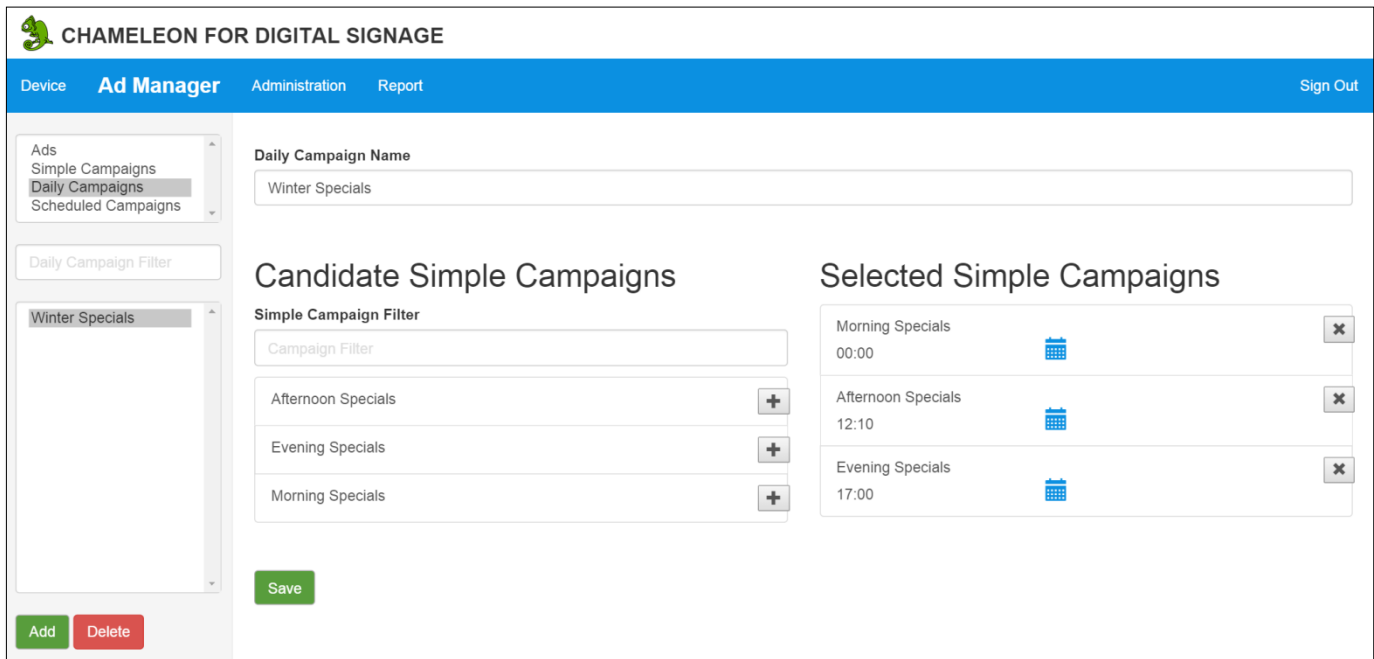 CHAMELEON FOR DIGITAL SIGNAGE
Device Ad Manager Administration Report Sign Out
Ads
Simple Campaigns
Daily Campaigns
Scheduled Campaigns
Daily Campaign Filter
Winter Specials
Add Delete
Daily Campaign Name
Winter Specials
Candidate Simple Campaigns
Simple Campaign Filter
Campaign Filter
Afternoon Specials
Evening Specials
Morning Specials
Save
Selected Simple Campaigns
Morning Specials
00:00
Afternoon Specials
12:10
Evening Specials
17:00